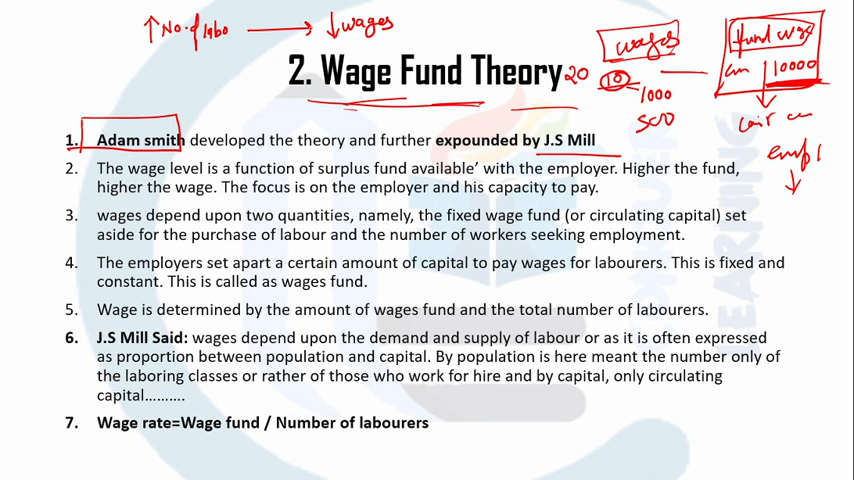 ↑ No. of labo → ↓ wages
wages
fund wage
10000
20
10
1000
500
2. Wage Fund Theory
1. Adam smith developed the theory and further expounded by J.S Mill
2. The wage level is a function of surplus fund available' with the employer. Higher the fund,
higher the wage. The focus is on the employer and his capacity to pay.
3. wages depend upon two quantities, namely, the fixed wage fund (or circulating capital) set
aside for the purchase of labour and the number of workers seeking employment.
4. The employers set apart a certain amount of capital to pay wages for labourers. This is fixed and
constant. This is called as wages fund.
5. Wage is determined by the amount of wages fund and the total number of labourers.
6. J.S Mill Said: wages depend upon the demand and supply of labour or as it is often expressed
as proportion between population and capital. By population is here meant the number only of
the laboring classes or rather of those who work for hire and by capital, only circulating
capital……….
7. Wage rate=Wage fund / Number of labourers
LEARNING